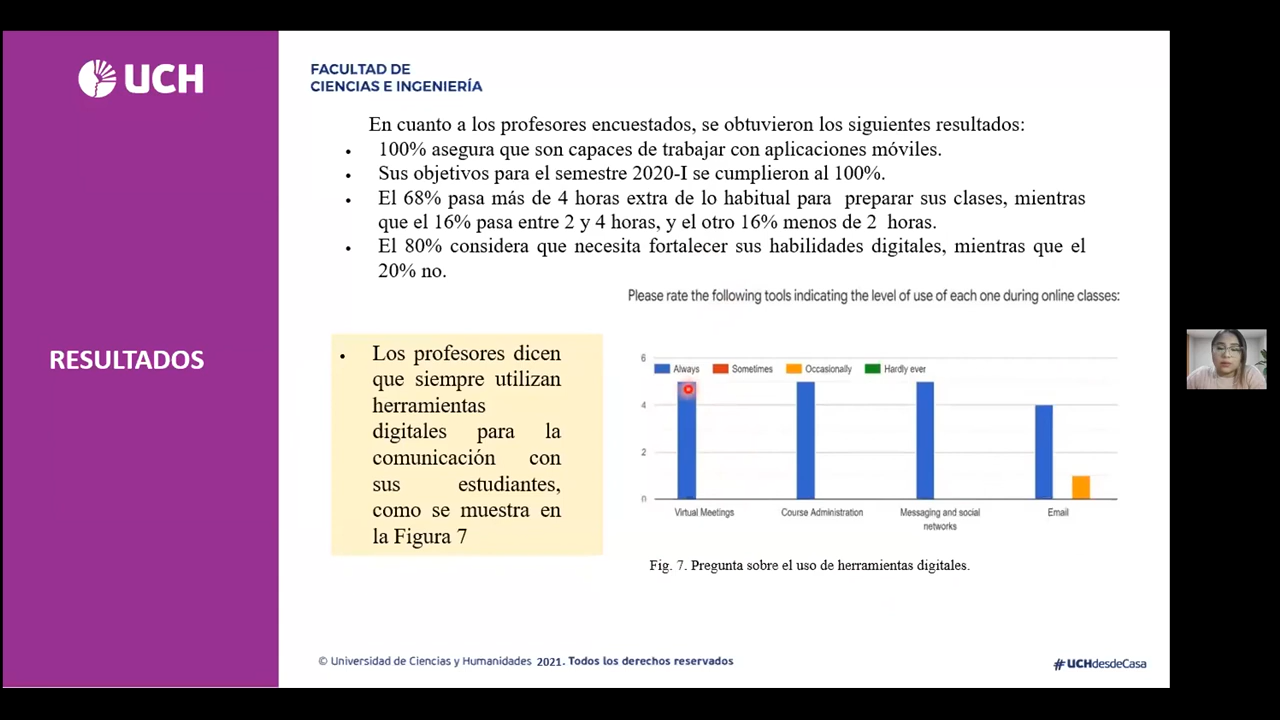 UCH
FACULTAD DE
CIENCIAS E INGENIERÍA
RESULTADOS
En cuanto a los profesores encuestados, se obtuvieron los siguientes resultados:
• 100% asegura que son capaces de trabajar con aplicaciones móviles.
• Sus objetivos para el semestre 2020-I se cumplieron al 100%.
• El 68% pasa más de 4 horas extra de lo habitual para preparar sus clases, mientras
que el 16% pasa entre 2 y 4 horas, y el otro 16% menos de 2 horas.
• El 80% considera que necesita fortalecer sus habilidades digitales, mientras que el
20% no.
• Los profesores dicen
que siempre utilizan
herramientas
digitales para la
comunicación con
sus estudiantes,
como se muestra en
la Figura 7
Please rate the following tools indicating the level of use of each one during online classes:
6
Always Sometimes Occasionally Hardly ever
4
2
0
Virtual Meetings Course Administration Messaging and social Email
networks
Fig. 7. Pregunta sobre el uso de herramientas digitales.
© Universidad de Ciencias y Humanidades 2021. Todos los derechos reservados
#UCHdesdeCasa